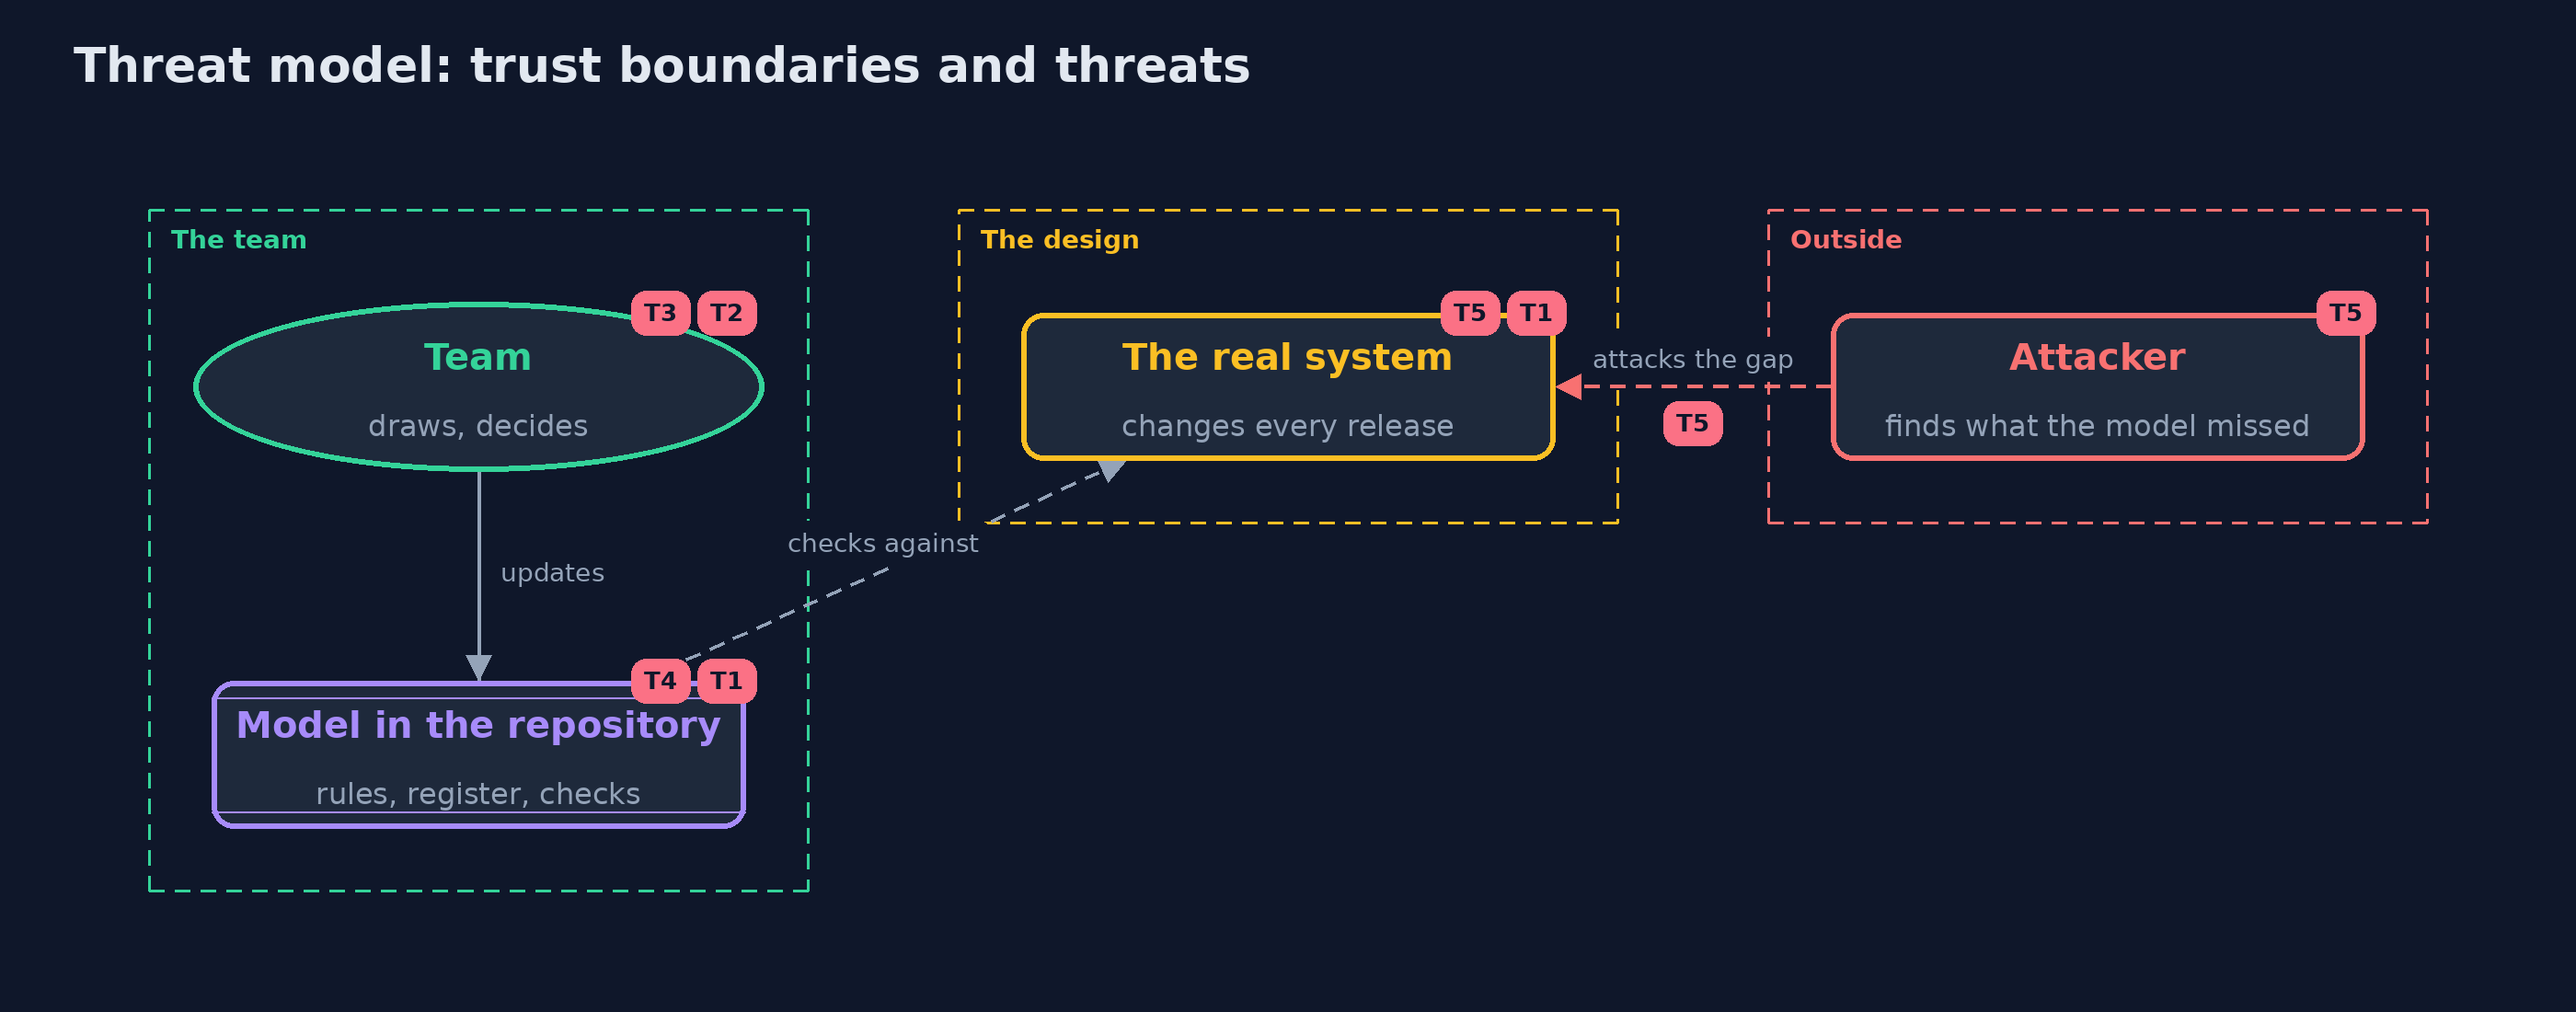 Threat model: trust boundaries and threats
The team
T3 T2
Team
draws, decides
updates
T4 T1
Model in the repository
rules, register, checks
checks against
The design
T5 T1
The real system
changes every release
attacks the gap
T5
Outside
T5
Attacker
finds what the model missed